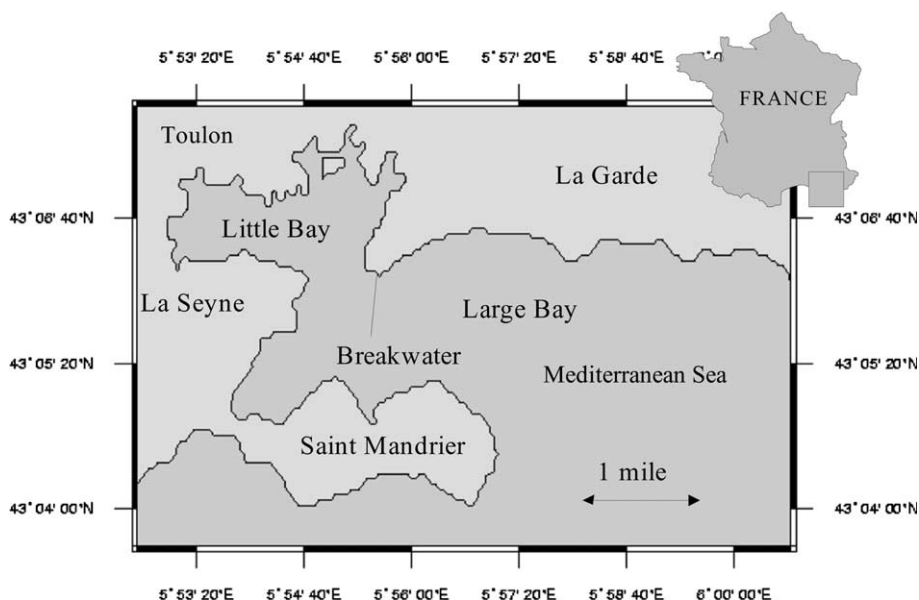 5°53' 20"E 5°54' 40"E 5°56' 00"E 5°57' 20"E 5°58' 40"E
FRANCE
Toulon
La Garde
43°06' 40"N 43°06' 40"N
Little Bay
La Seyne
Large Bay
Breakwater
43°05' 20"N 43°05' 20"N
Mediterranean Sea
Saint Mandrier
1 mile
43°04' 00"N 43°04' 00"N
5°53' 20"E 5°54' 40"E 5°56' 00"E 5°57' 20"E 5°58' 40"E 6°00' 00"E